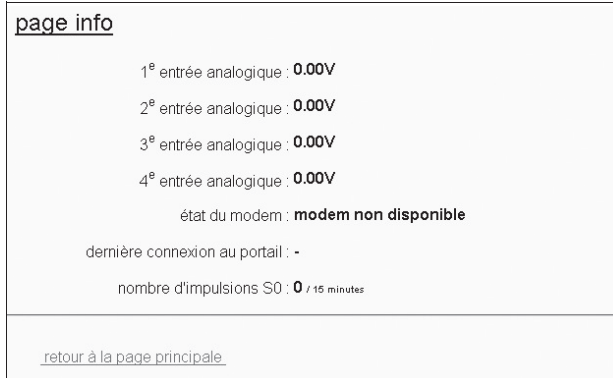 page info
1e entrée analogique : 0.00V
2e entrée analogique : 0.00V
3e entrée analogique : 0.00V
4e entrée analogique : 0.00V
état du modem : modem non disponible
dernière connexion au portail : -
nombre d'impulsions S0 : 0 / 15 minutes
retour à la page principale